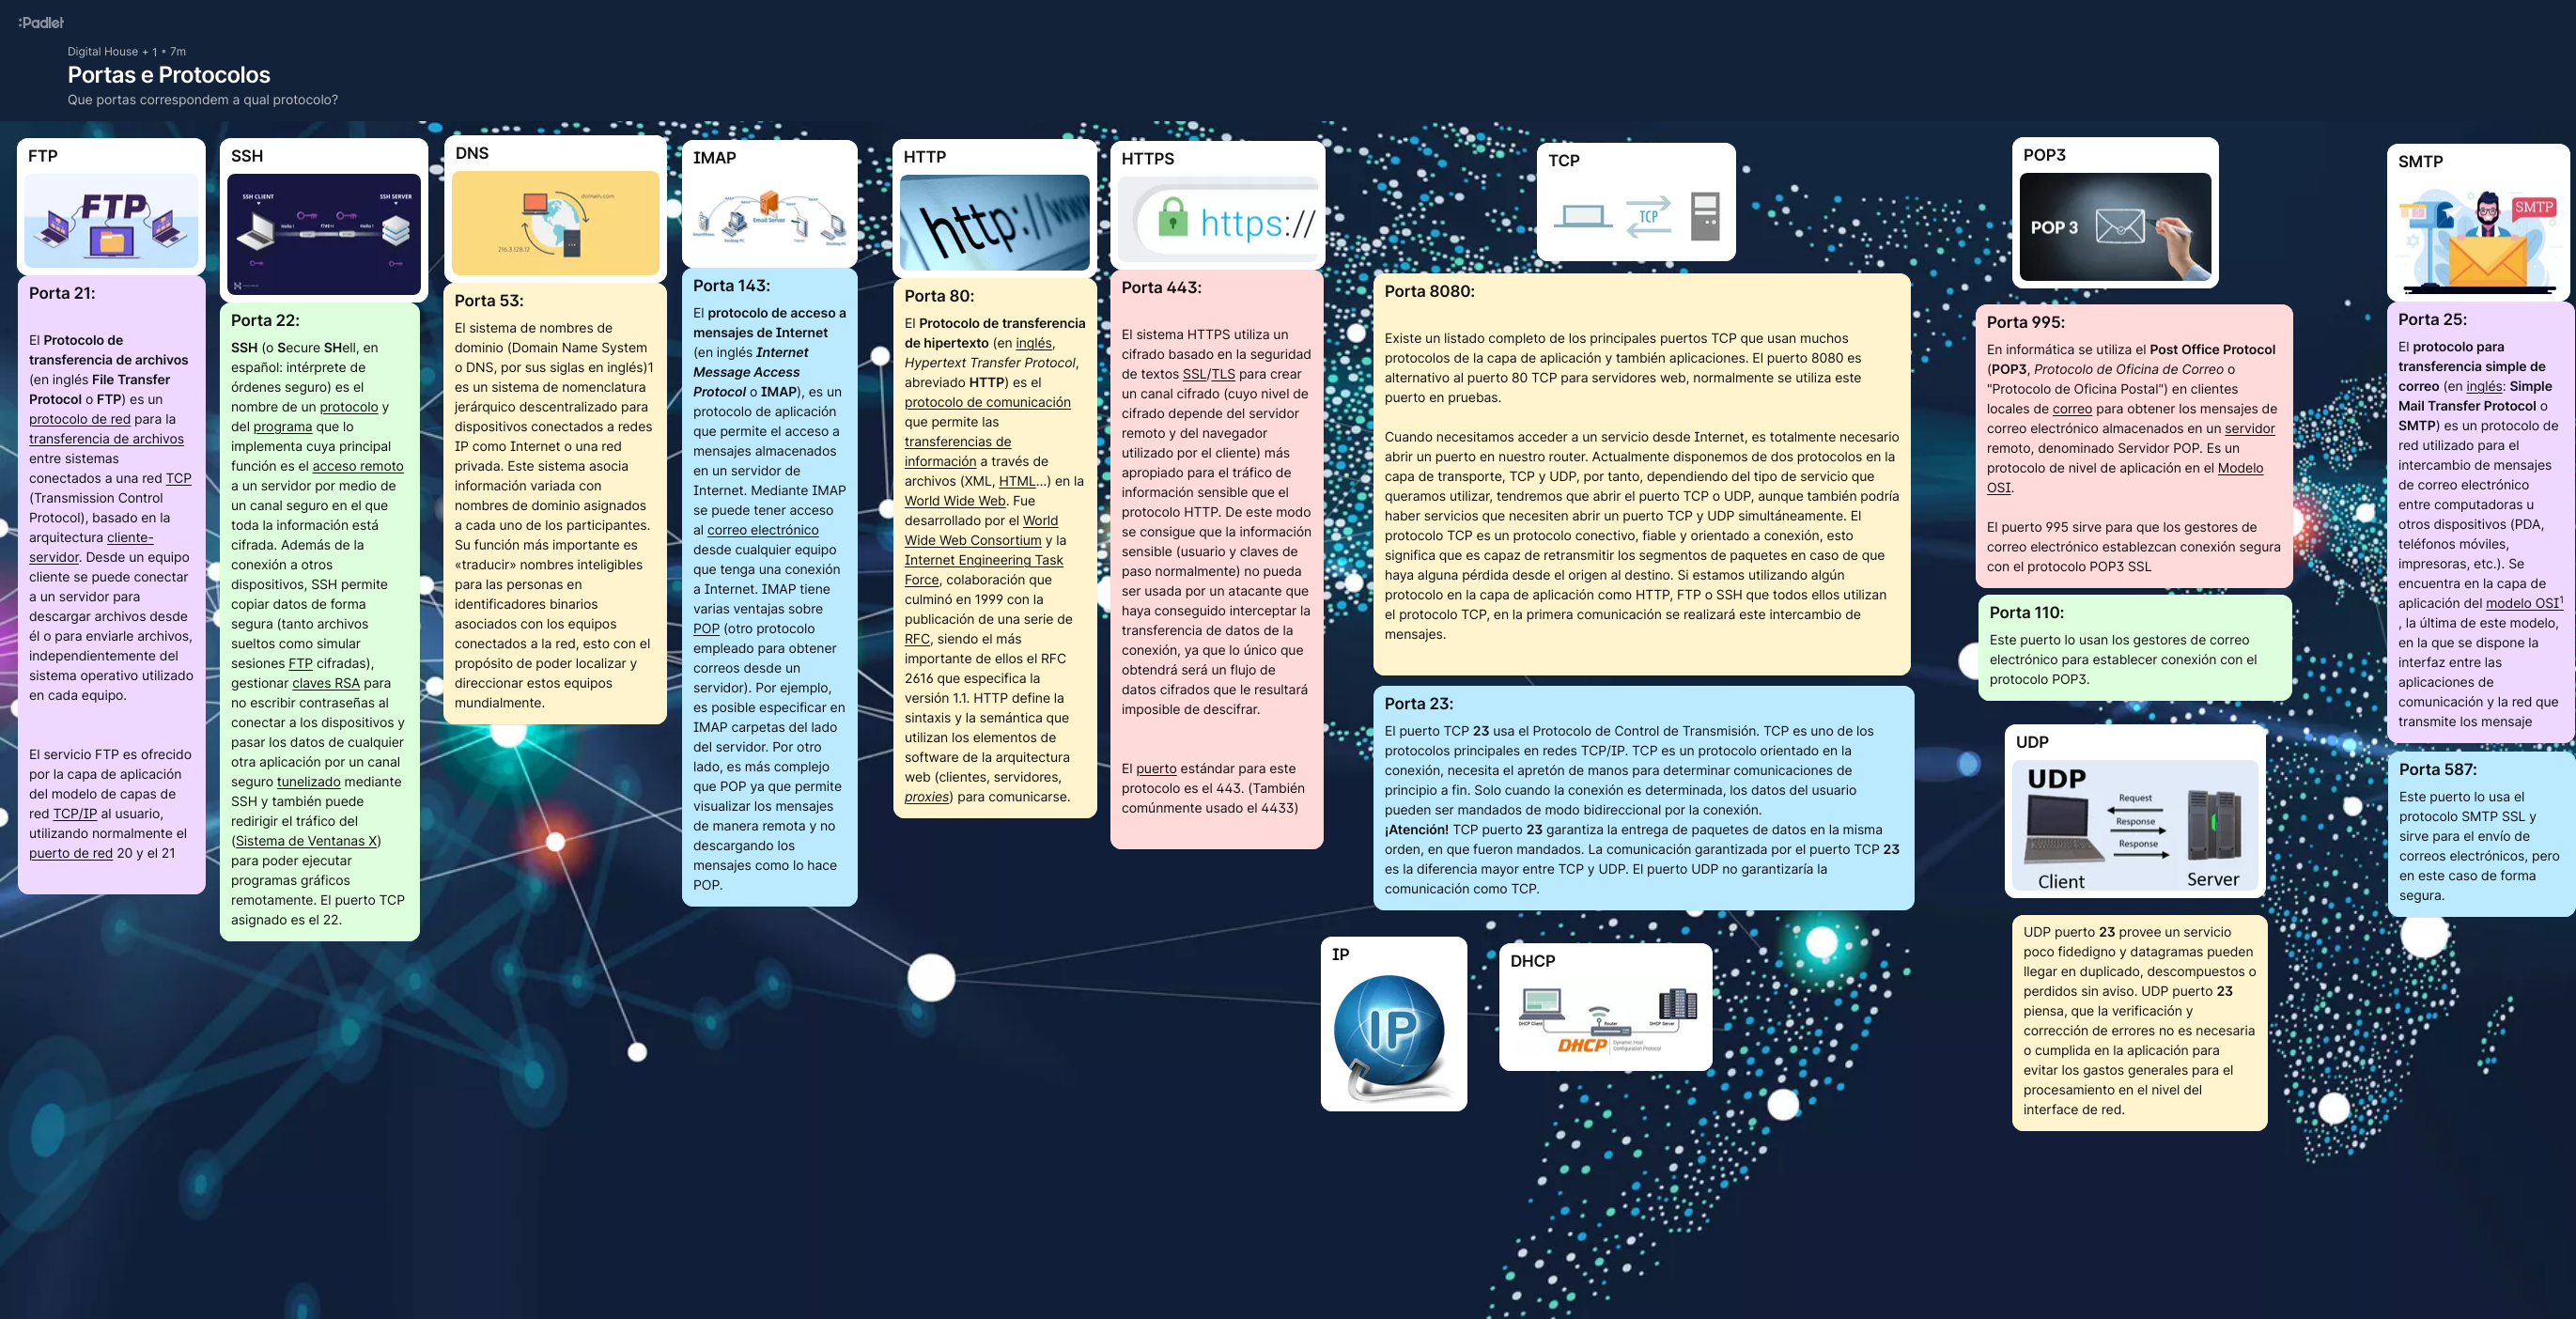 :Padlet
Digital House + 1 • 7m
Portas e Protocolos
Que portas correspondem a qual protocolo?
FTP
FTP
Porta 21:
El Protocolo de
transferencia de archivos
(en inglés File Transfer
Protocol o FTP) es un
protocolo de red para la
transferencia de archivos
entre sistemas
conectados a una red TCP
(Transmission Control
Protocol), basado en la
arquitectura cliente-
servidor. Desde un equipo
cliente se puede conectar
a un servidor para
descargar archivos desde
él o para enviarle archivos,
independientemente del
sistema operativo utilizado
en cada equipo.
El servicio FTP es ofrecido
por la capa de aplicación
del modelo de capas de
red TCP/IP al usuario,
utilizando normalmente el
puerto de red 20 y el 21
SSH
SSH CLIENT
SSH SERVER
Hello !
Hello !
Porta 22:
SSH (o Secure SHell, en
español: intérprete de
órdenes seguro) es el
nombre de un protocolo y
del programa que lo
implementa cuya principal
función es el acceso remoto
a un servidor por medio de
un canal seguro en el que
toda la información está
cifrada. Además de la
conexión a otros
dispositivos, SSH permite
copiar datos de forma
segura (tanto archivos
sueltos como simular
sesiones FTP cifradas),
gestionar claves RSA para
no escribir contraseñas al
conectar a los dispositivos y
pasar los datos de cualquier
otra aplicación por un canal
seguro tunelizado mediante
SSH y también puede
redirigir el tráfico del
(Sistema de Ventanas X)
para poder ejecutar
programas gráficos
remotamente. El puerto TCP
asignado es el 22.
DNS
domain.com
216.3.128.12
Porta 53:
El sistema de nombres de
dominio (Domain Name System
o DNS, por sus siglas en inglés)1
es un sistema de nomenclatura
jerárquico descentralizado para
dispositivos conectados a redes
IP como Internet o una red
privada. Este sistema asocia
información variada con
nombres de dominio asignados
a cada uno de los participantes.
Su función más importante es
«traducir» nombres inteligibles
para las personas en
identificadores binarios
asociados con los equipos
conectados a la red, esto con el
propósito de poder localizar y
direccionar estos equipos
mundialmente.
IMAP
Email Server
Porta 143:
El protocolo de acceso a
mensajes de Internet
(en inglés Internet
Message Access
Protocol o IMAP), es un
protocolo de aplicación
que permite el acceso a
mensajes almacenados
en un servidor de
Internet. Mediante IMAP
se puede tener acceso
al correo electrónico
desde cualquier equipo
que tenga una conexión
a Internet. IMAP tiene
varias ventajas sobre
POP (otro protocolo
empleado para obtener
correos desde un
servidor). Por ejemplo,
es posible especificar en
IMAP carpetas del lado
del servidor. Por otro
lado, es más complejo
que POP ya que permite
visualizar los mensajes
de manera remota y no
descargando los
mensajes como lo hace
POP.
HTTP
http://www
Porta 80:
El Protocolo de transferencia
de hipertexto (en inglés,
Hypertext Transfer Protocol,
abreviado HTTP) es el
protocolo de comunicación
que permite las
transferencias de
información a través de
archivos (XML, HTML…) en la
World Wide Web. Fue
desarrollado por el World
Wide Web Consortium y la
Internet Engineering Task
Force, colaboración que
culminó en 1999 con la
publicación de una serie de
RFC, siendo el más
importante de ellos el RFC
2616 que especifica la
versión 1.1. HTTP define la
sintaxis y la semántica que
utilizan los elementos de
software de la arquitectura
web (clientes, servidores,
proxies) para comunicarse.
HTTPS
https://
Porta 443:
El sistema HTTPS utiliza un
cifrado basado en la seguridad
de textos SSL/TLS para crear
un canal cifrado (cuyo nivel de
cifrado depende del servidor
remoto y del navegador
utilizado por el cliente) más
apropiado para el tráfico de
información sensible que el
protocolo HTTP. De este modo
se consigue que la información
sensible (usuario y claves de
paso normalmente) no pueda
ser usada por un atacante que
haya conseguido interceptar la
transferencia de datos de la
conexión, ya que lo único que
obtendrá será un flujo de
datos cifrados que le resultará
imposible de descifrar.
El puerto estándar para este
protocolo es el 443. (También
comúnmente usado el 4433)
TCP
TCP
Porta 8080:
Existe un listado completo de los principales puertos TCP que usan muchos
protocolos de la capa de aplicación y también aplicaciones. El puerto 8080 es
alternativo al puerto 80 TCP para servidores web, normalmente se utiliza este
puerto en pruebas.
Cuando necesitamos acceder a un servicio desde Internet, es totalmente necesario
abrir un puerto en nuestro router. Actualmente disponemos de dos protocolos en la
capa de transporte, TCP y UDP, por tanto, dependiendo del tipo de servicio que
queramos utilizar, tendremos que abrir el puerto TCP o UDP, aunque también podría
haber servicios que necesiten abrir un puerto TCP y UDP simultáneamente. El
protocolo TCP es un protocolo conectivo, fiable y orientado a conexión, esto
significa que es capaz de retransmitir los segmentos de paquetes en caso de que
haya alguna pérdida desde el origen al destino. Si estamos utilizando algún
protocolo en la capa de aplicación como HTTP, FTP o SSH que todos ellos utilizan
el protocolo TCP, en la primera comunicación se realizará este intercambio de
mensajes.
Porta 23:
El puerto TCP 23 usa el Protocolo de Control de Transmisión. TCP es uno de los
protocolos principales en redes TCP/IP. TCP es un protocolo orientado en la
conexión, necesita el apretón de manos para determinar comunicaciones de
principio a fin. Solo cuando la conexión es determinada, los datos del usuario
pueden ser mandados de modo bidireccional por la conexión.
¡Atención! TCP puerto 23 garantiza la entrega de paquetes de datos en la misma
orden, en que fueron mandados. La comunicación garantizada por el puerto TCP 23
es la diferencia mayor entre TCP y UDP. El puerto UDP no garantizaría la
comunicación como TCP.
IP
IP
DHCP
DHCP Client
Router
DHCP Server
DHCP
Dynamic Host
Configuration Protocol
POP3
POP 3
Porta 995:
En informática se utiliza el Post Office Protocol
(POP3, Protocolo de Oficina de Correo o
"Protocolo de Oficina Postal") en clientes
locales de correo para obtener los mensajes de
correo electrónico almacenados en un servidor
remoto, denominado Servidor POP. Es un
protocolo de nivel de aplicación en el Modelo
OSI.
El puerto 995 sirve para que los gestores de
correo electrónico establezcan conexión segura
con el protocolo POP3 SSL
Porta 110:
Este puerto lo usan los gestores de correo
electrónico para establecer conexión con el
protocolo POP3.
UDP
UDP
Request
Response
Response
Client
Server
UDP puerto 23 provee un servicio
poco fidedigno y datagramas pueden
llegar en duplicado, descompuestos o
perdidos sin aviso. UDP puerto 23
piensa, que la verificación y
corrección de errores no es necesaria
o cumplida en la aplicación para
evitar los gastos generales para el
procesamiento en el nivel del
interface de red.
SMTP
SMTP
Porta 25:
El protocolo para
transferencia simple de
correo (en inglés: Simple
Mail Transfer Protocol o
SMTP) es un protocolo de
red utilizado para el
intercambio de mensajes
de correo electrónico
entre computadoras u
otros dispositivos (PDA,
teléfonos móviles,
impresoras, etc.). Se
encuentra en la capa de
aplicación del modelo OSI1
, la última de este modelo,
en la que se dispone la
interfaz entre las
aplicaciones de
comunicación y la red que
transmite los mensaje
Porta 587:
Este puerto lo usa el
protocolo SMTP SSL y
sirve para el envío de
correos electrónicos, pero
en este caso de forma
segura.